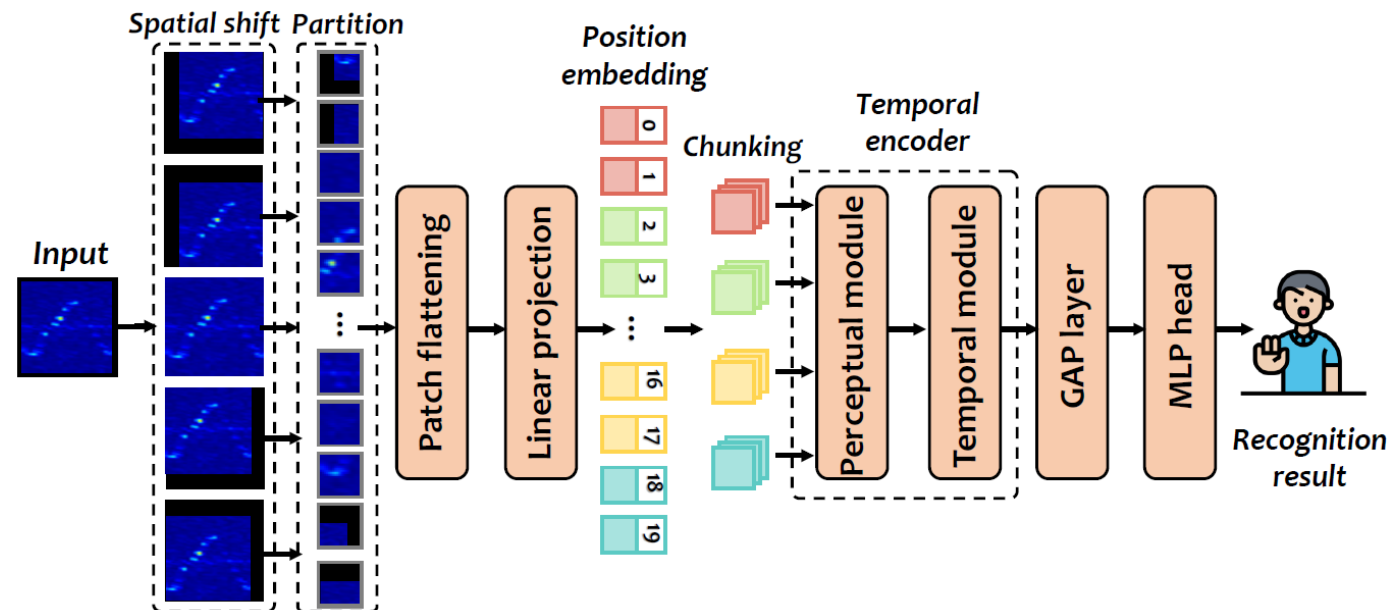 Spatial shift
Partition
Position
embedding
Temporal
encoder
Chunking
Input
0
1
2
3
...
...
16
17
18
19
Patch flattening
Linear projection
Perceptual module
Temporal module
GAP layer
MLP head
Recognition
result